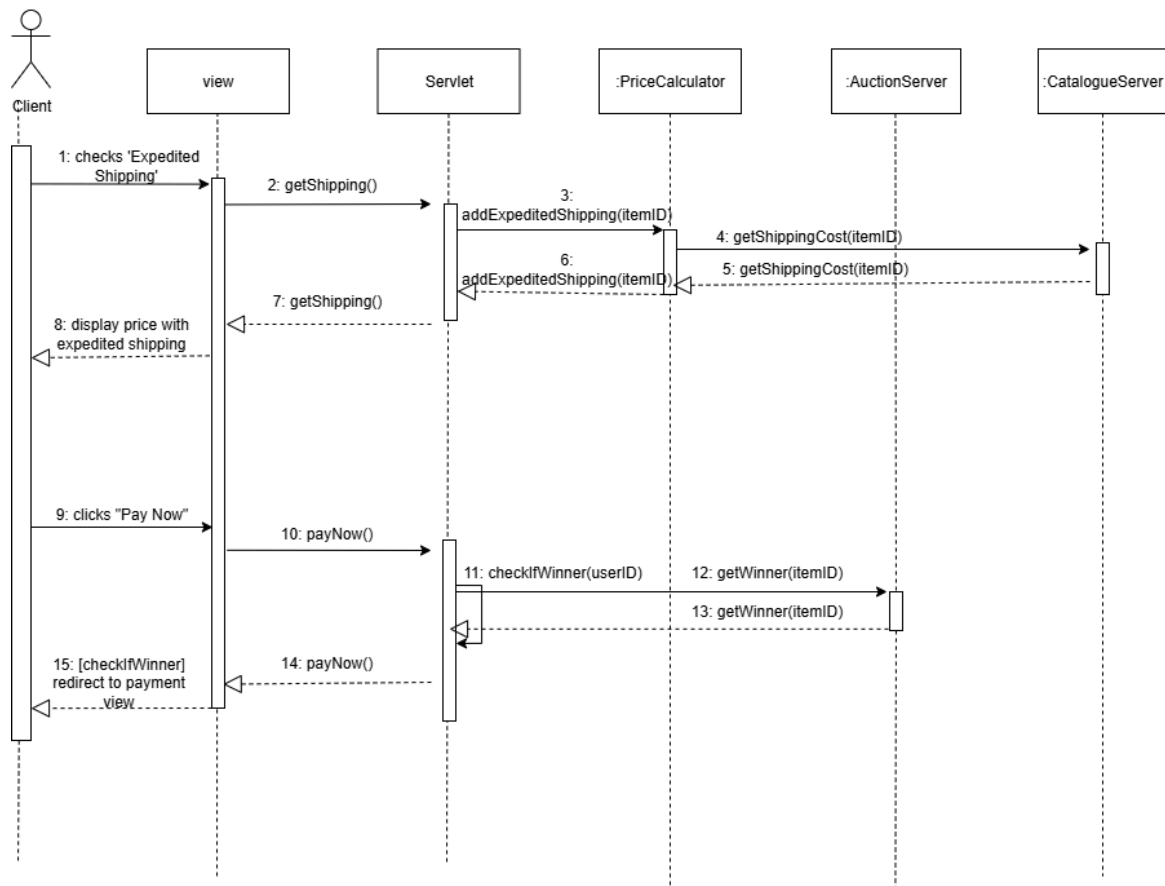 Client
view
Servlet
:PriceCalculator
:AuctionServer
:CatalogueServer
1: checks 'Expedited
Shipping'
2: getShipping()
3:
addExpeditedShipping(itemID)
4: getShippingCost(itemID)
5: getShippingCost(itemID)
6:
addExpeditedShipping(itemID)
7: getShipping()
8: display price with
expedited shipping
9: clicks "Pay Now"
10: payNow()
11: checkIfWinner(userID)
12: getWinner(itemID)
13: getWinner(itemID)
14: payNow()
15: [checkIfWinner]
redirect to payment
view